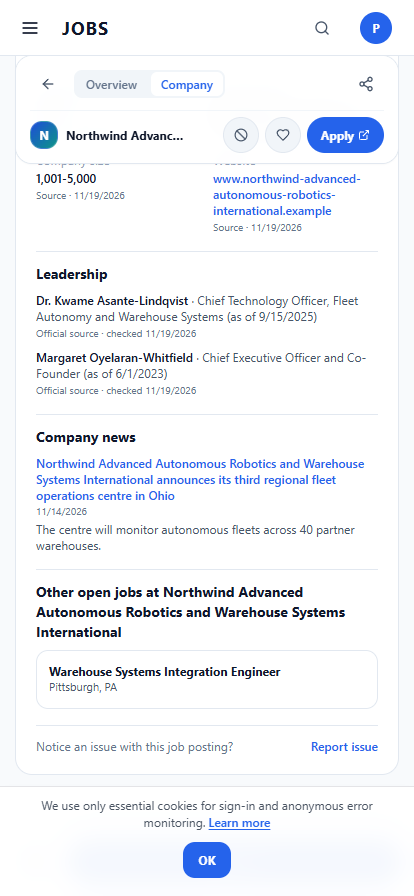 JOBS
P
Overview
Company
N
Northwind Advanc...
Apply
Company size
Website
1,001-5,000
Source · 11/19/2026
www.northwind-advanced-
autonomous-robotics-
international.example
Source · 11/19/2026
Leadership
Dr. Kwame Asante-Lindqvist · Chief Technology Officer, Fleet
Autonomy and Warehouse Systems (as of 9/15/2025)
Official source · checked 11/19/2026
Margaret Oyelaran-Whitfield · Chief Executive Officer and Co-
Founder (as of 6/1/2023)
Official source · checked 11/19/2026
Company news
Northwind Advanced Autonomous Robotics and Warehouse
Systems International announces its third regional fleet
operations centre in Ohio
11/14/2026
The centre will monitor autonomous fleets across 40 partner
warehouses.
Other open jobs at Northwind Advanced
Autonomous Robotics and Warehouse Systems
International
Warehouse Systems Integration Engineer
Pittsburgh, PA
Notice an issue with this job posting?
Report issue
We use only essential cookies for sign-in and anonymous error
monitoring. Learn more
OK